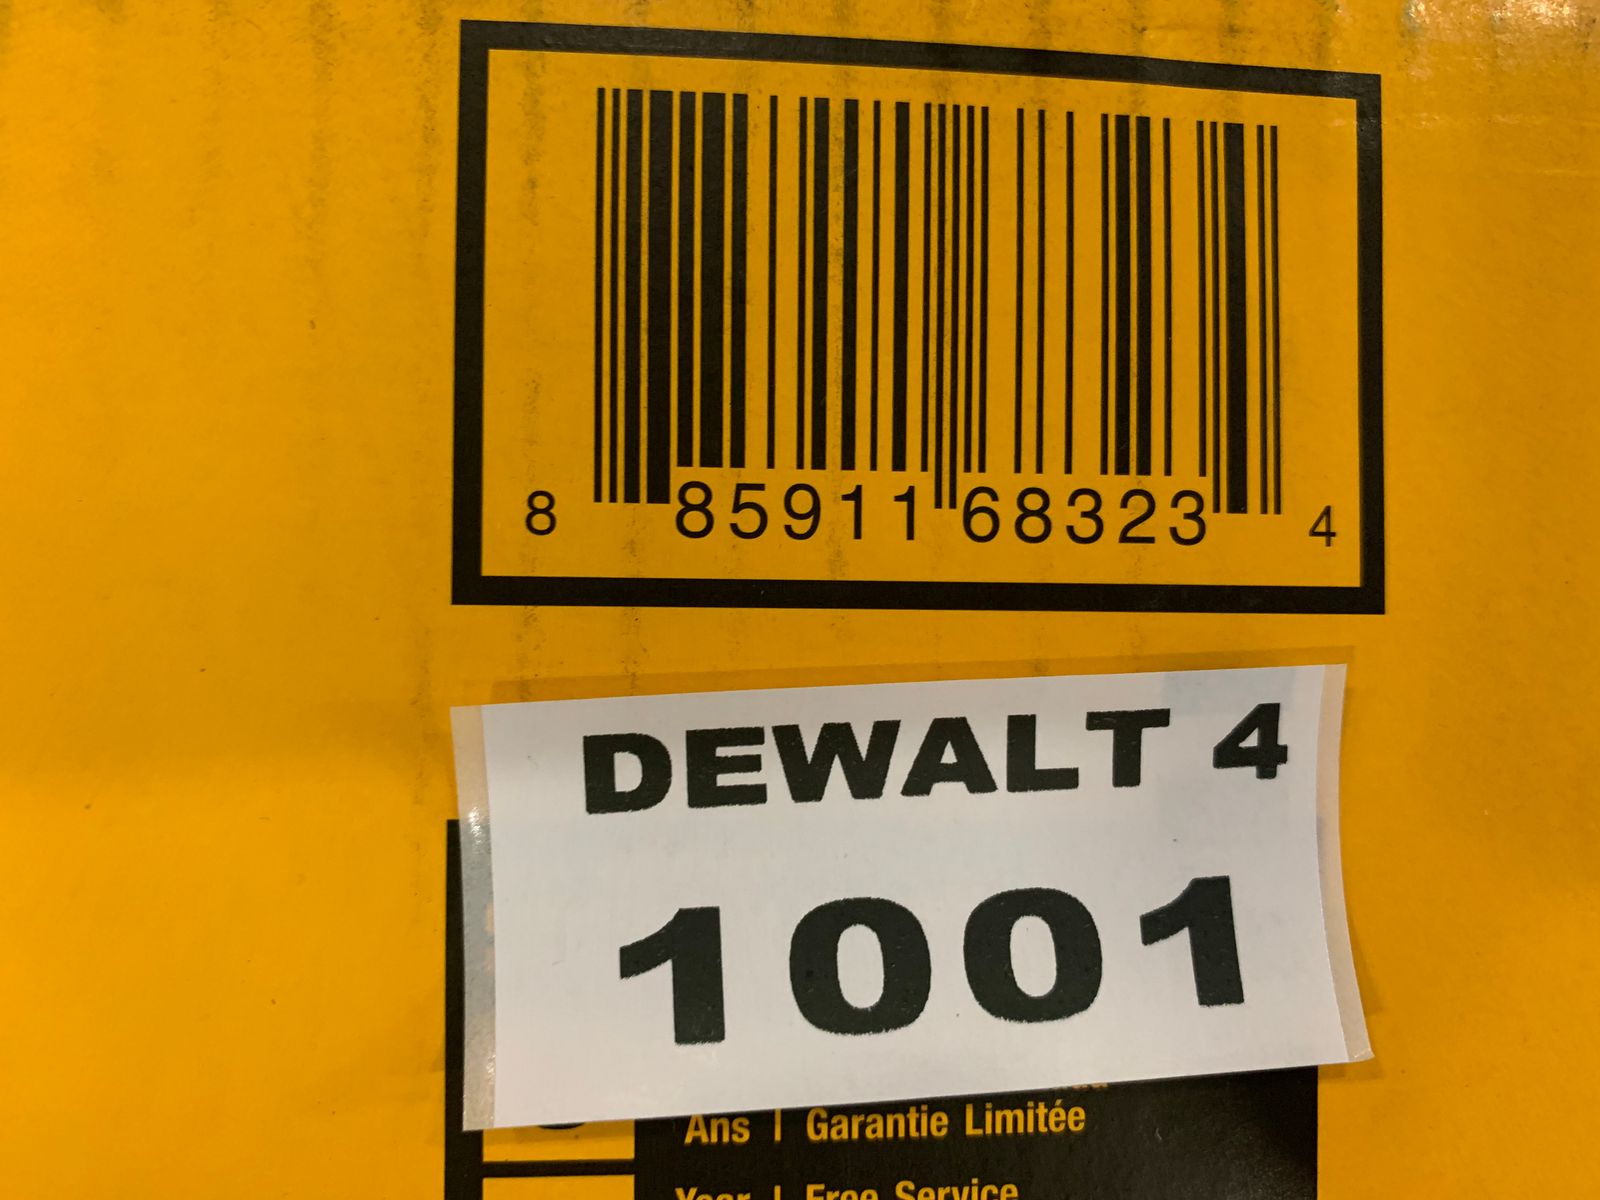 8 85911 68323 4
DEWALT 4
1001
Ans | Garantie Limitée
Year | Free Service